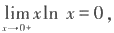 lim x ln x = 0 ,
x→0+